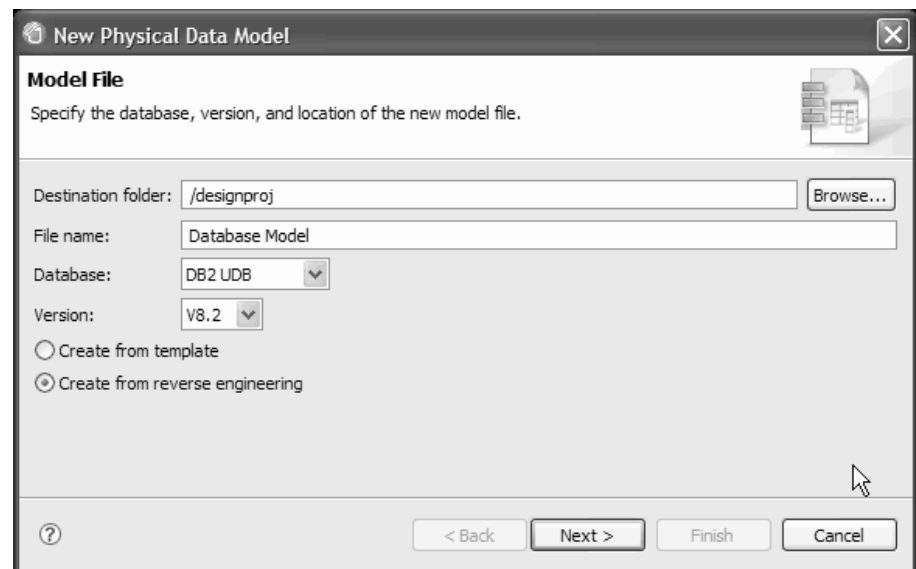 New Physical Data Model
Model File
Specify the database, version, and location of the new model file.
Destination folder: /designproj Browse...
File name: Database Model
Database: DB2 UDB
Version: V8.2
Create from template
Create from reverse engineering
? < Back Next > Finish Cancel